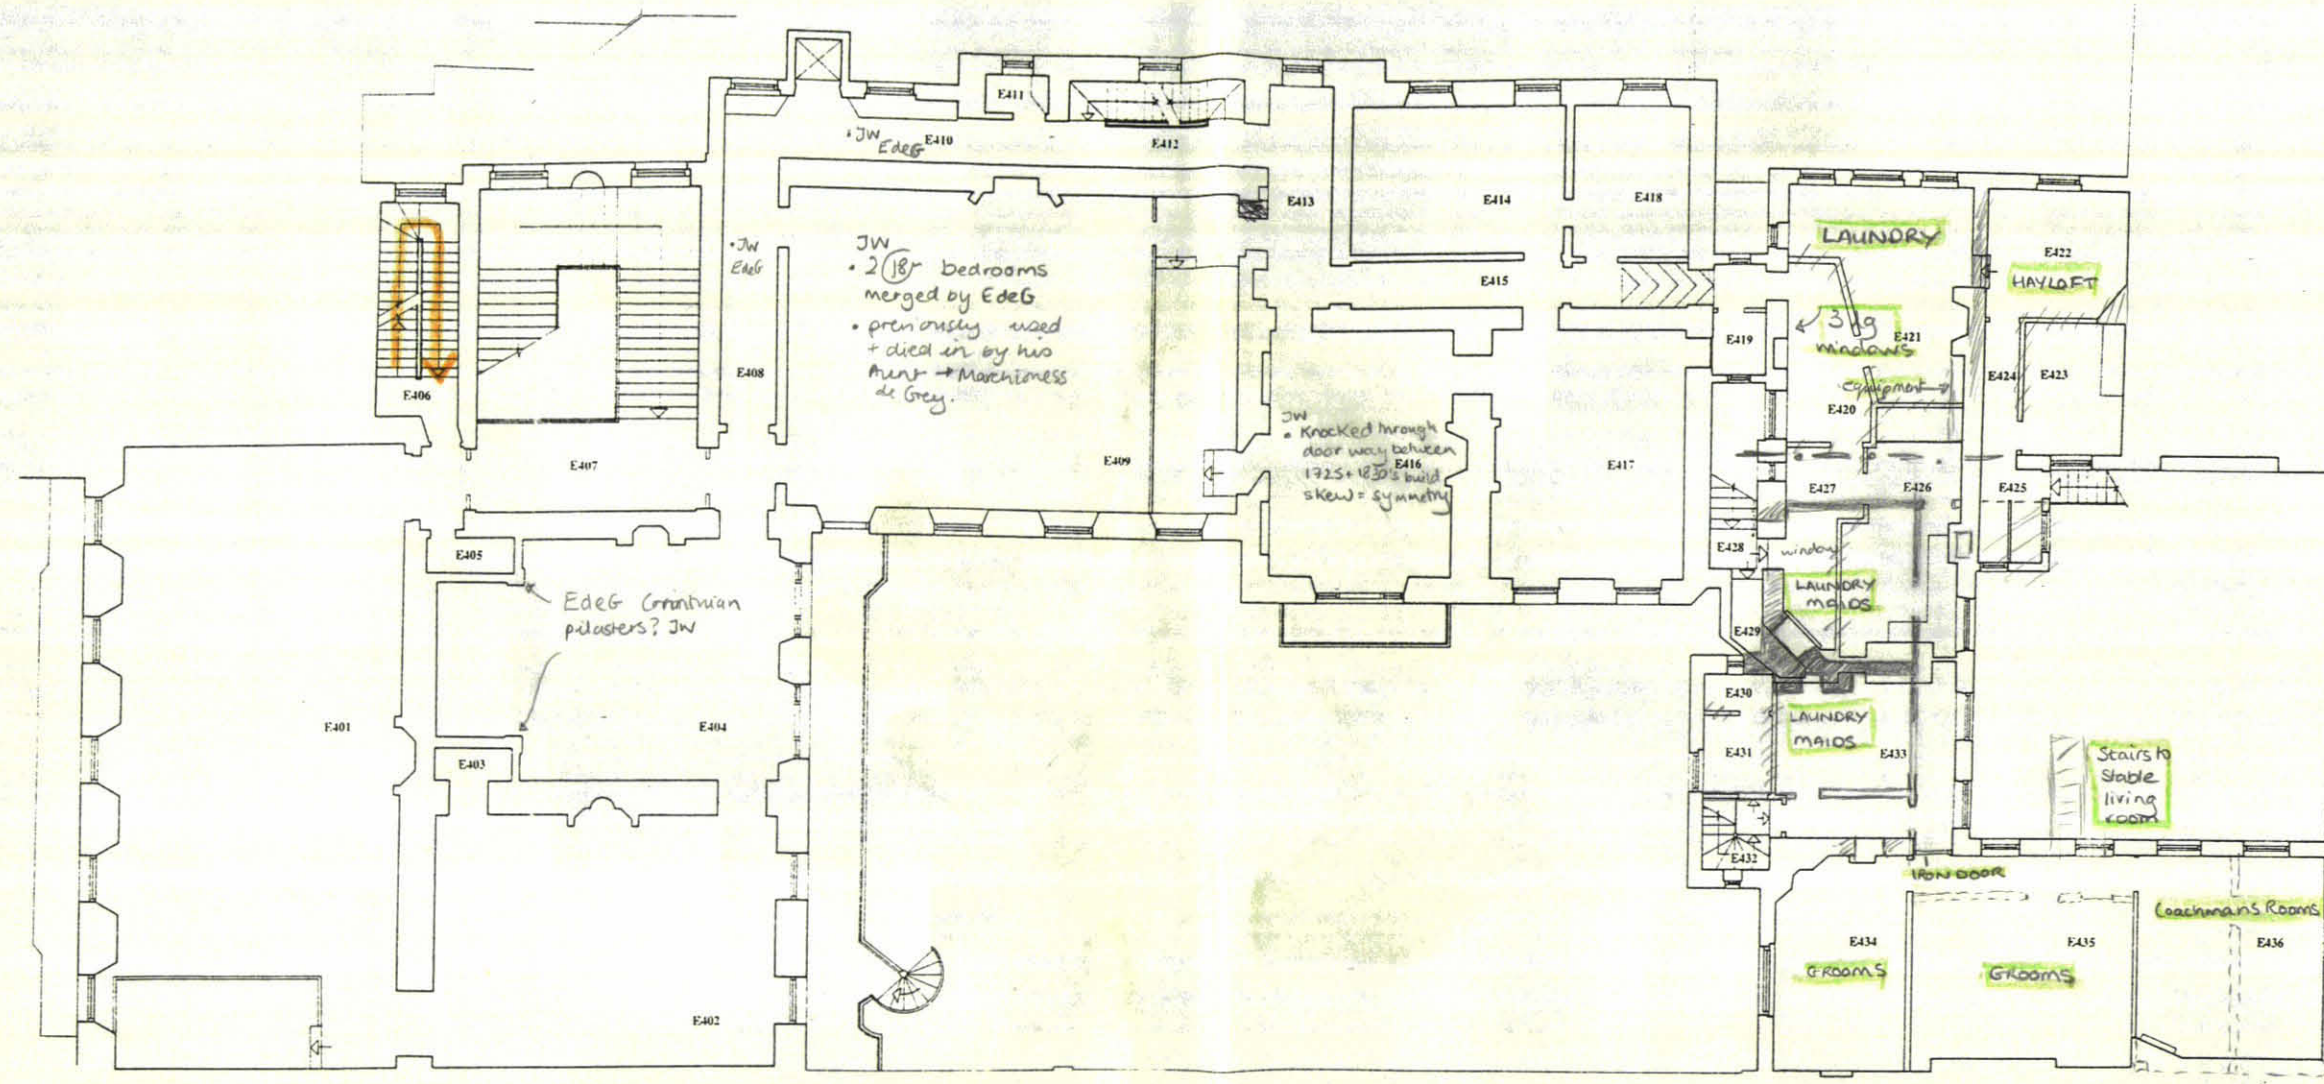 E411
• JW
EdeG
E410
E412
E413
E414
E418
LAUNDRY
E422
HAYLOFT
• JW
EdeG
JW
• 2 18 bedrooms
merged by EdeG
• previously used
+ died in by his
Aunt → Marchioness
de Grey.
E415
3 lg
windows
E421
E419
E408
E406
equipment →
E424
E423
E420
E407
E409
JW
• Knocked through
door way between
1725 + 1830's build
skew = symmetry
E416
E417
E427
E426
E425
E405
E428
window
LAUNDRY
MAIDS
EdeG Corinthian
pilasters? JW
E429
E430
E401
E404
LAUNDRY
MAIDS
E431
E433
E403
Stairs to
Stable
living
room
E432
IRON DOOR
Coachmans Rooms
E434
E435
E436
GROOMS
GROOMS
E402